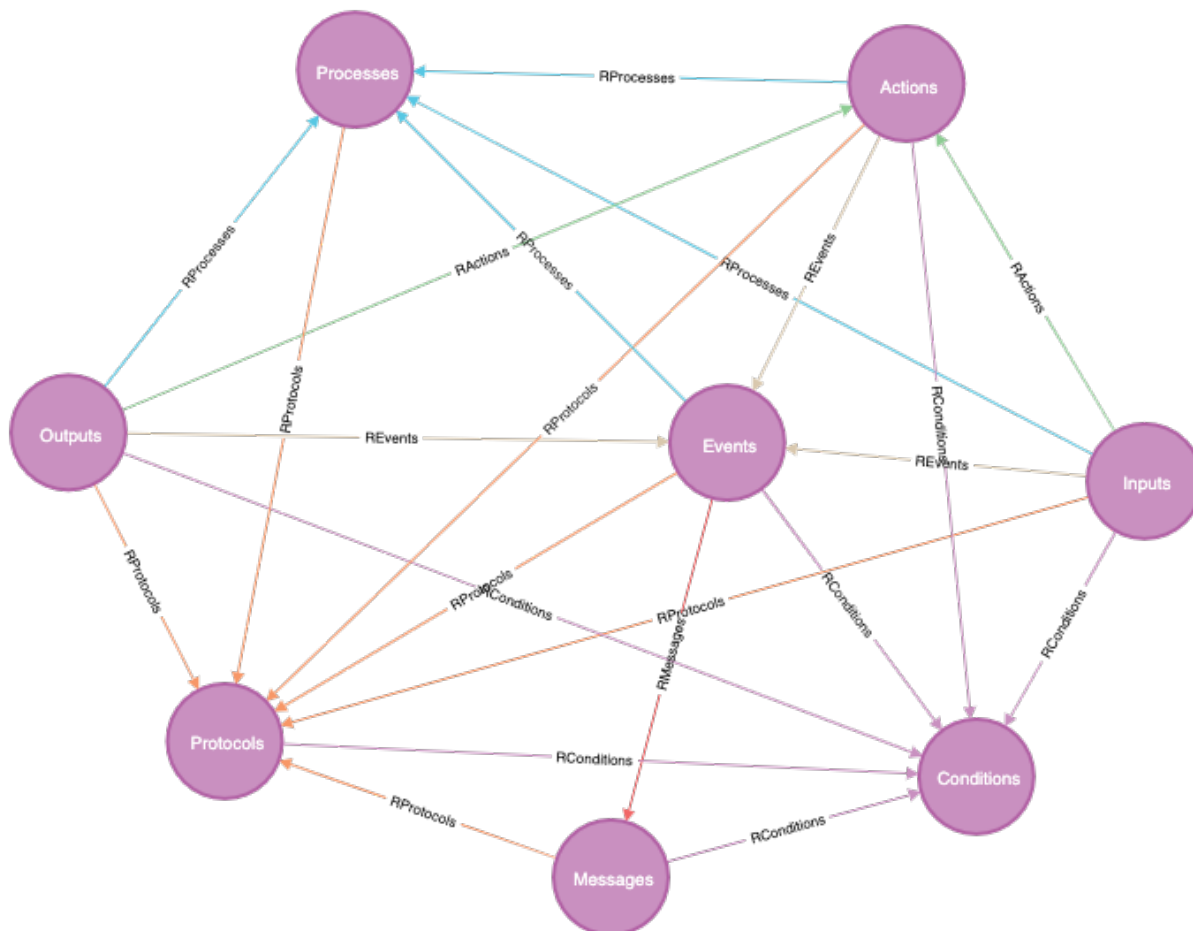 Processes
RProcesses
Actions
RProcesses
RActions
RProcesses
REvents
RProcesses
RActions
RProtocols
RProtocols
RConditions
Outputs
REvents
Events
REvents
Inputs
RProtocols
RProtocols
RConditions
RProtocols
RConditions
RMessages
RConditions
Protocols
RConditions
Conditions
RProtocols
RConditions
Messages